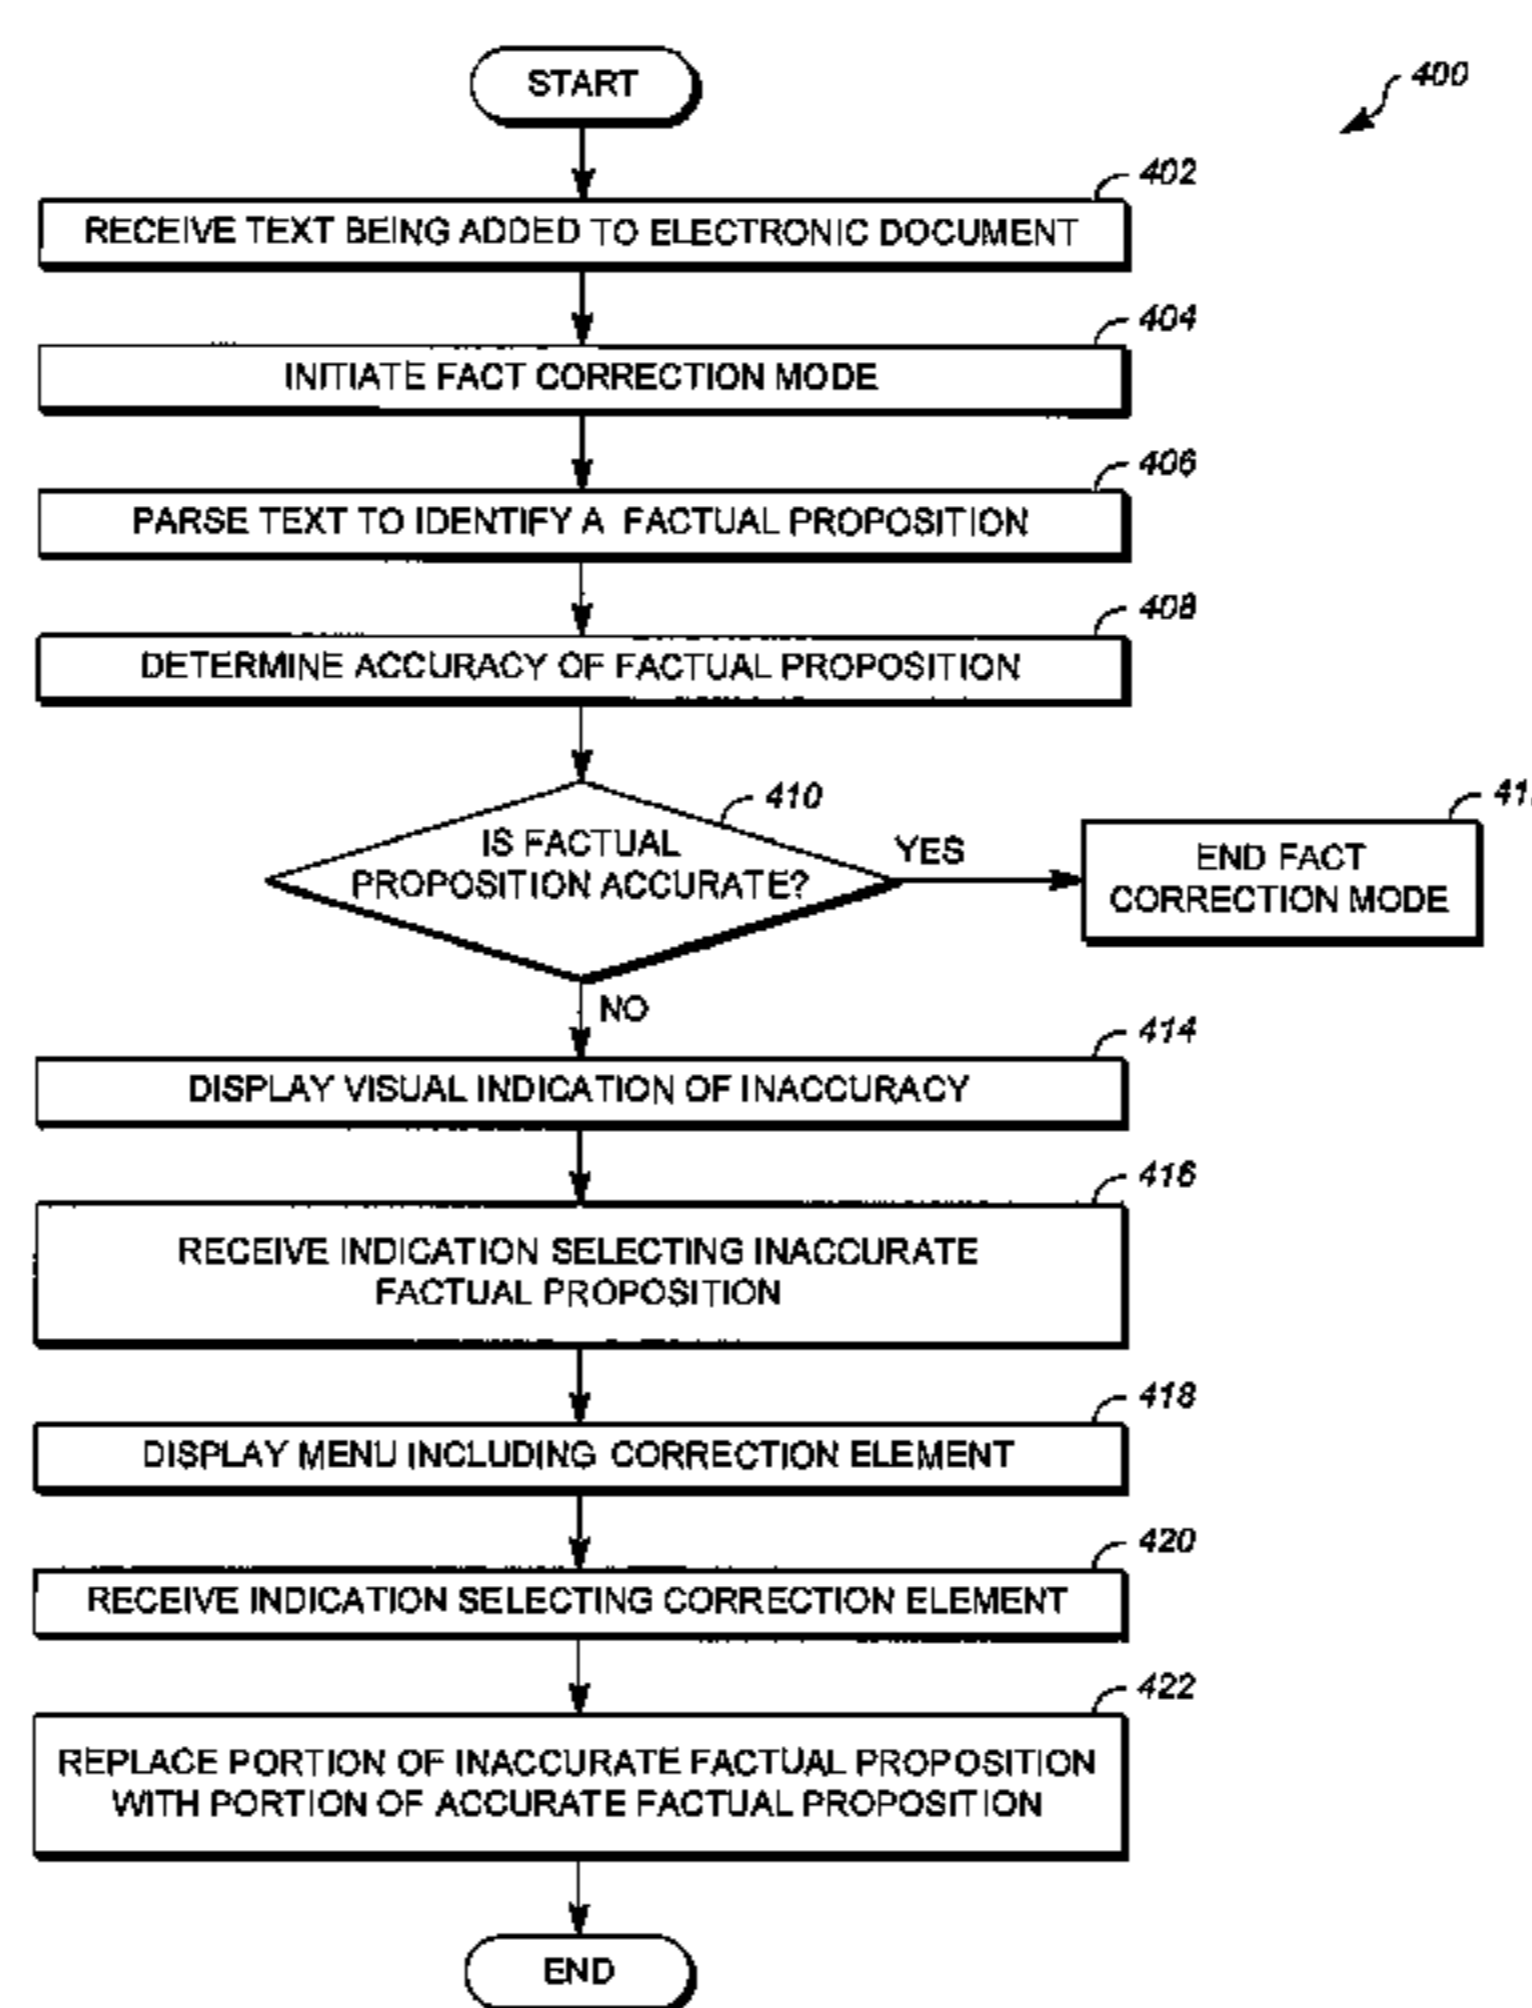 START
400
402
RECEIVE TEXT BEING ADDED TO ELECTRONIC DOCUMENT
404
INITIATE FACT CORRECTION MODE
406
PARSE TEXT TO IDENTIFY A FACTUAL PROPOSITION
408
DETERMINE ACCURACY OF FACTUAL PROPOSITION
410
IS FACTUAL
PROPOSITION ACCURATE?
YES
END FACT
CORRECTION MODE
NO
414
DISPLAY VISUAL INDICATION OF INACCURACY
416
RECEIVE INDICATION SELECTING INACCURATE
FACTUAL PROPOSITION
418
DISPLAY MENU INCLUDING CORRECTION ELEMENT
420
RECEIVE INDICATION SELECTING CORRECTION ELEMENT
422
REPLACE PORTION OF INACCURATE FACTUAL PROPOSITION
WITH PORTION OF ACCURATE FACTUAL PROPOSITION
END